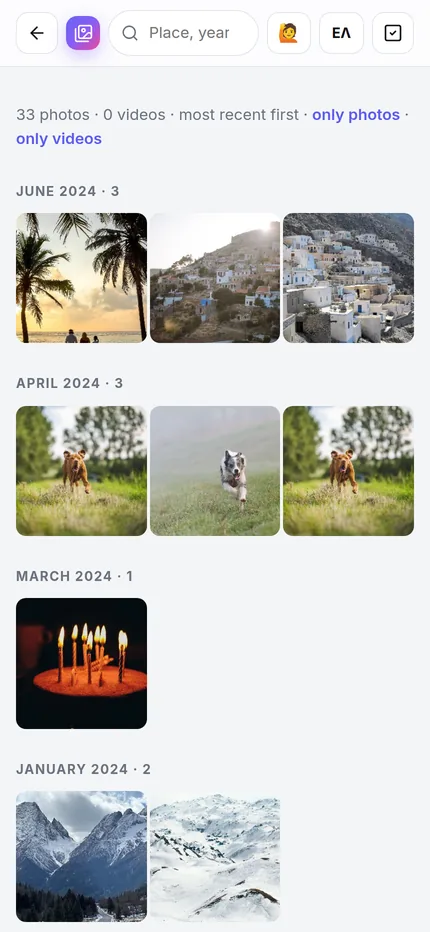 Place, year
ΕΛ
33 photos · 0 videos · most recent first · only photos ·
only videos
JUNE 2024 · 3
APRIL 2024 · 3
MARCH 2024 · 1
JANUARY 2024 · 2